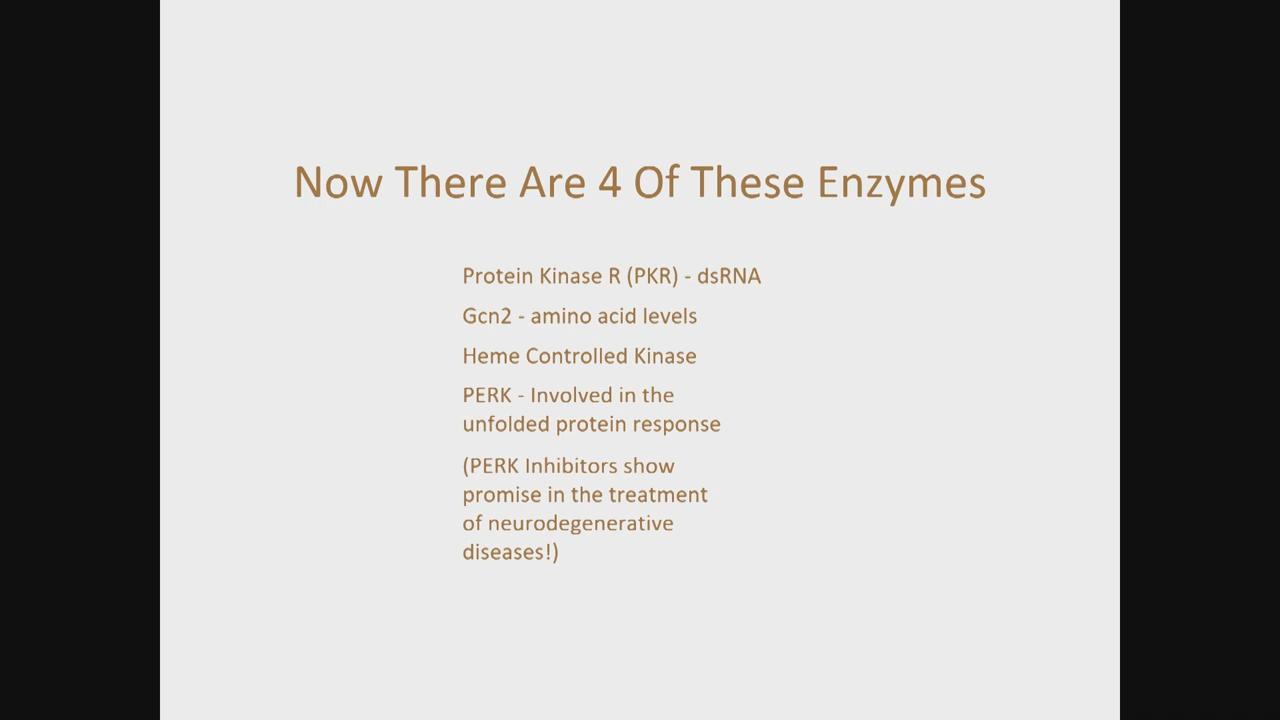 Now There Are 4 Of These Enzymes
Protein Kinase R (PKR) - dsRNA
Gcn2 - amino acid levels
Heme Controlled Kinase
PERK - Involved in the
unfolded protein response
(PERK Inhibitors show
promise in the treatment
of neurodegenerative
diseases!)